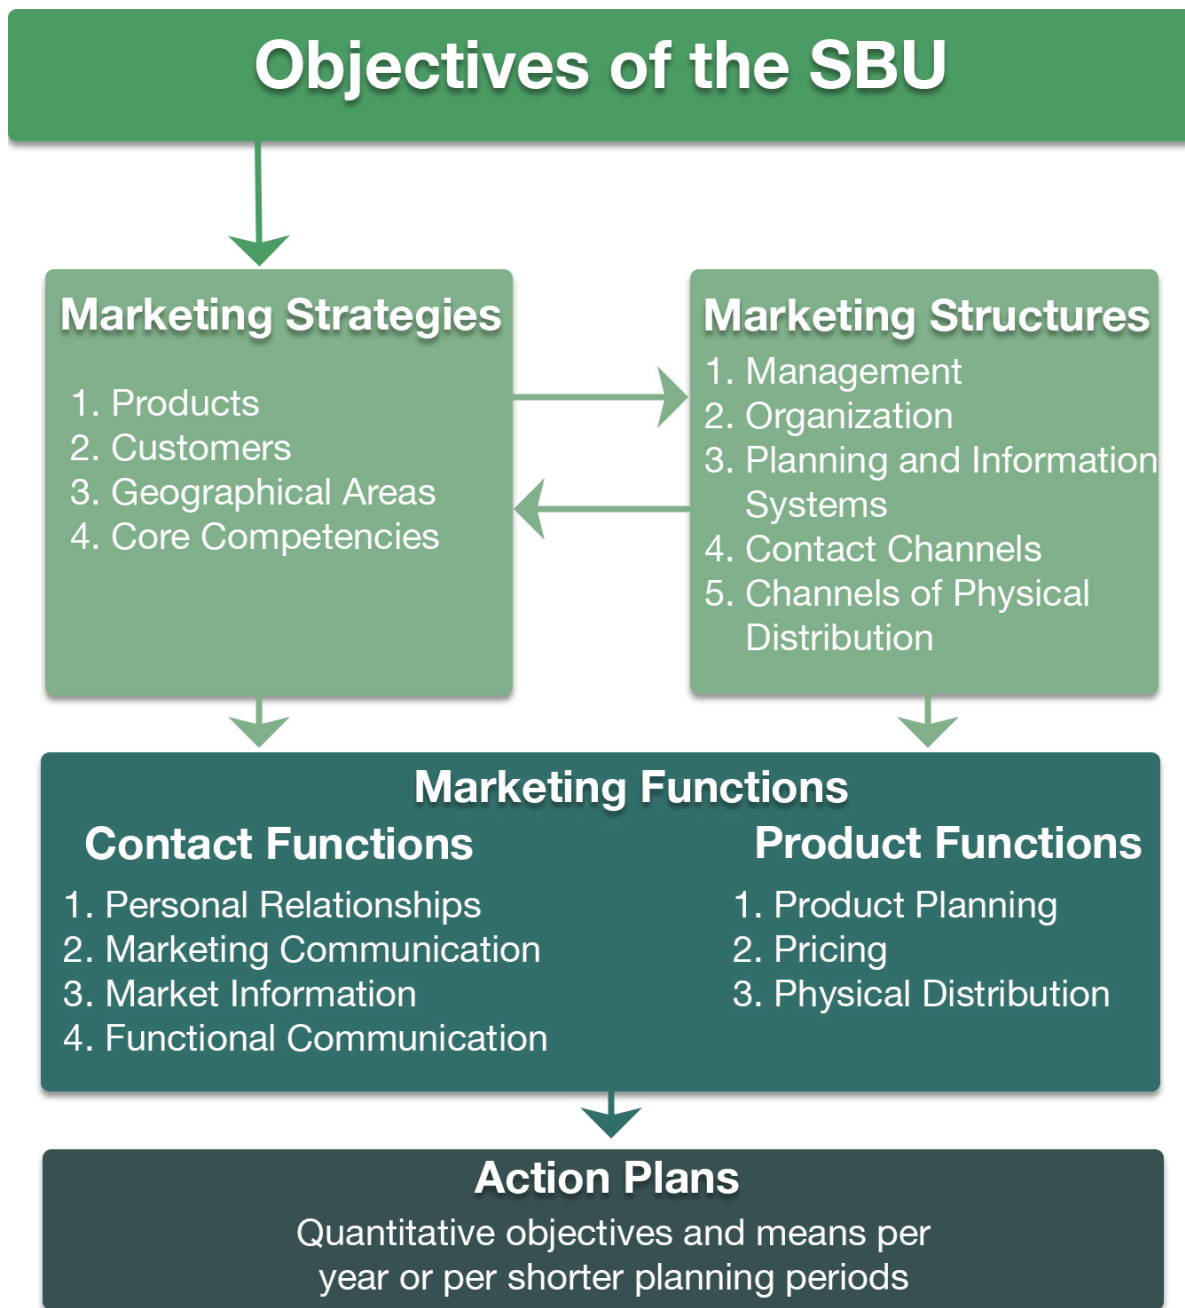 Objectives of the SBU
Marketing Strategies
1. Products
2. Customers
3. Geographical Areas
4. Core Competencies
Marketing Structures
1. Management
2. Organization
3. Planning and Information
Systems
4. Contact Channels
5. Channels of Physical
Distribution
Marketing Functions
Contact Functions
1. Personal Relationships
2. Marketing Communication
3. Market Information
4. Functional Communication
Product Functions
1. Product Planning
2. Pricing
3. Physical Distribution
Action Plans
Quantitative objectives and means per
year or per shorter planning periods